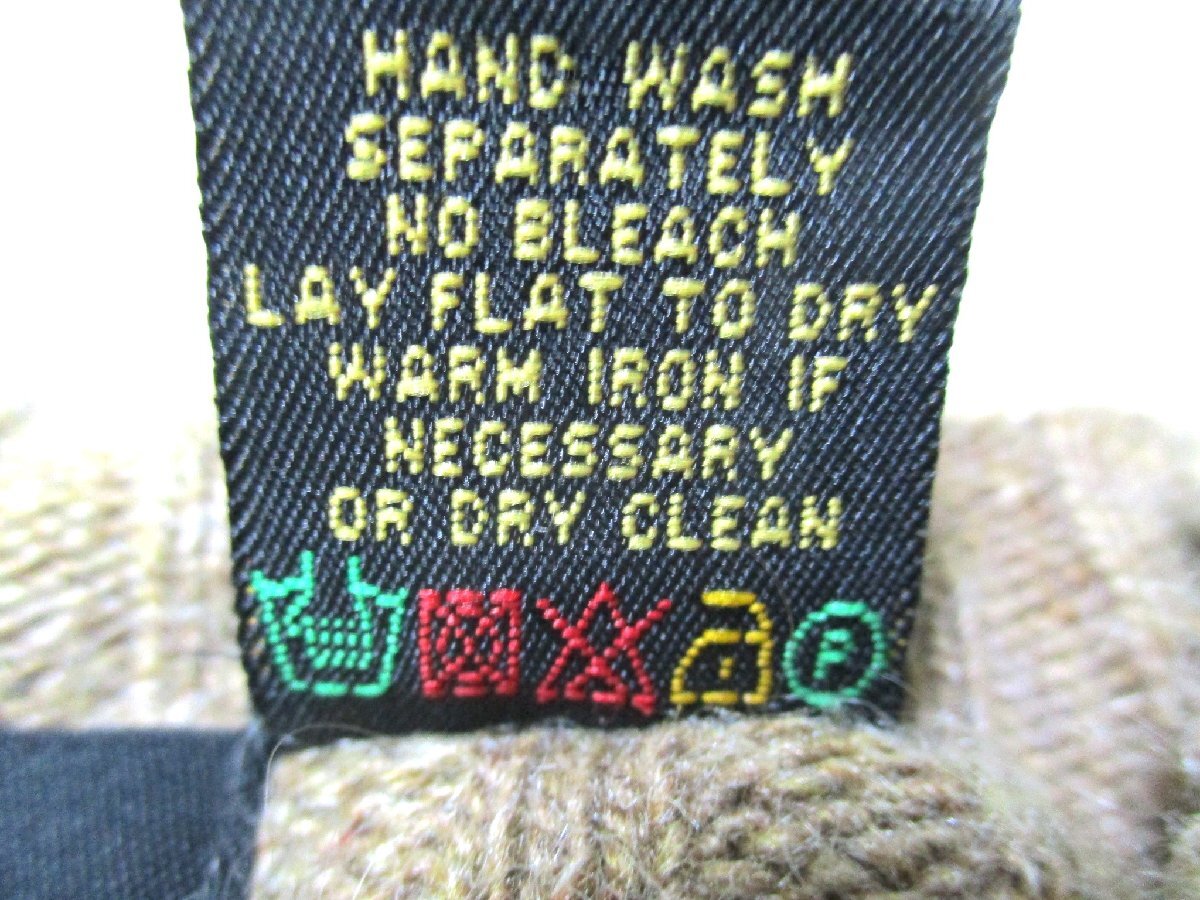 HAND WASH
SEPARATELY
NO BLEACH
LAY FLAT TO DRY
WARM IRON IF
NECESSARY
OR DRY CLEAN
F